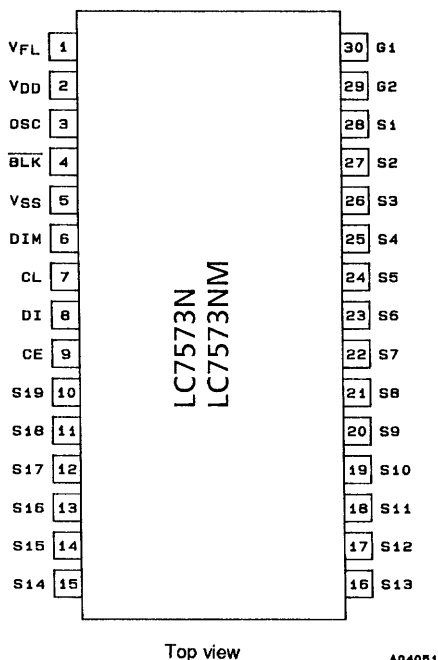 VFL 1 30 G1
VDD 2 29 G2
OSC 3 28 S1
BLK 4 27 S2
VSS 5 26 S3
DIM 6 25 S4
CL 7 24 S5
DI 8 23 S6
CE 9 22 S7
S19 10 21 S8
S18 11 20 S9
S17 12 19 S10
S16 13 18 S11
S15 14 17 S12
S14 15 16 S13
LC7573N
LC7573NM
Top view
A04051